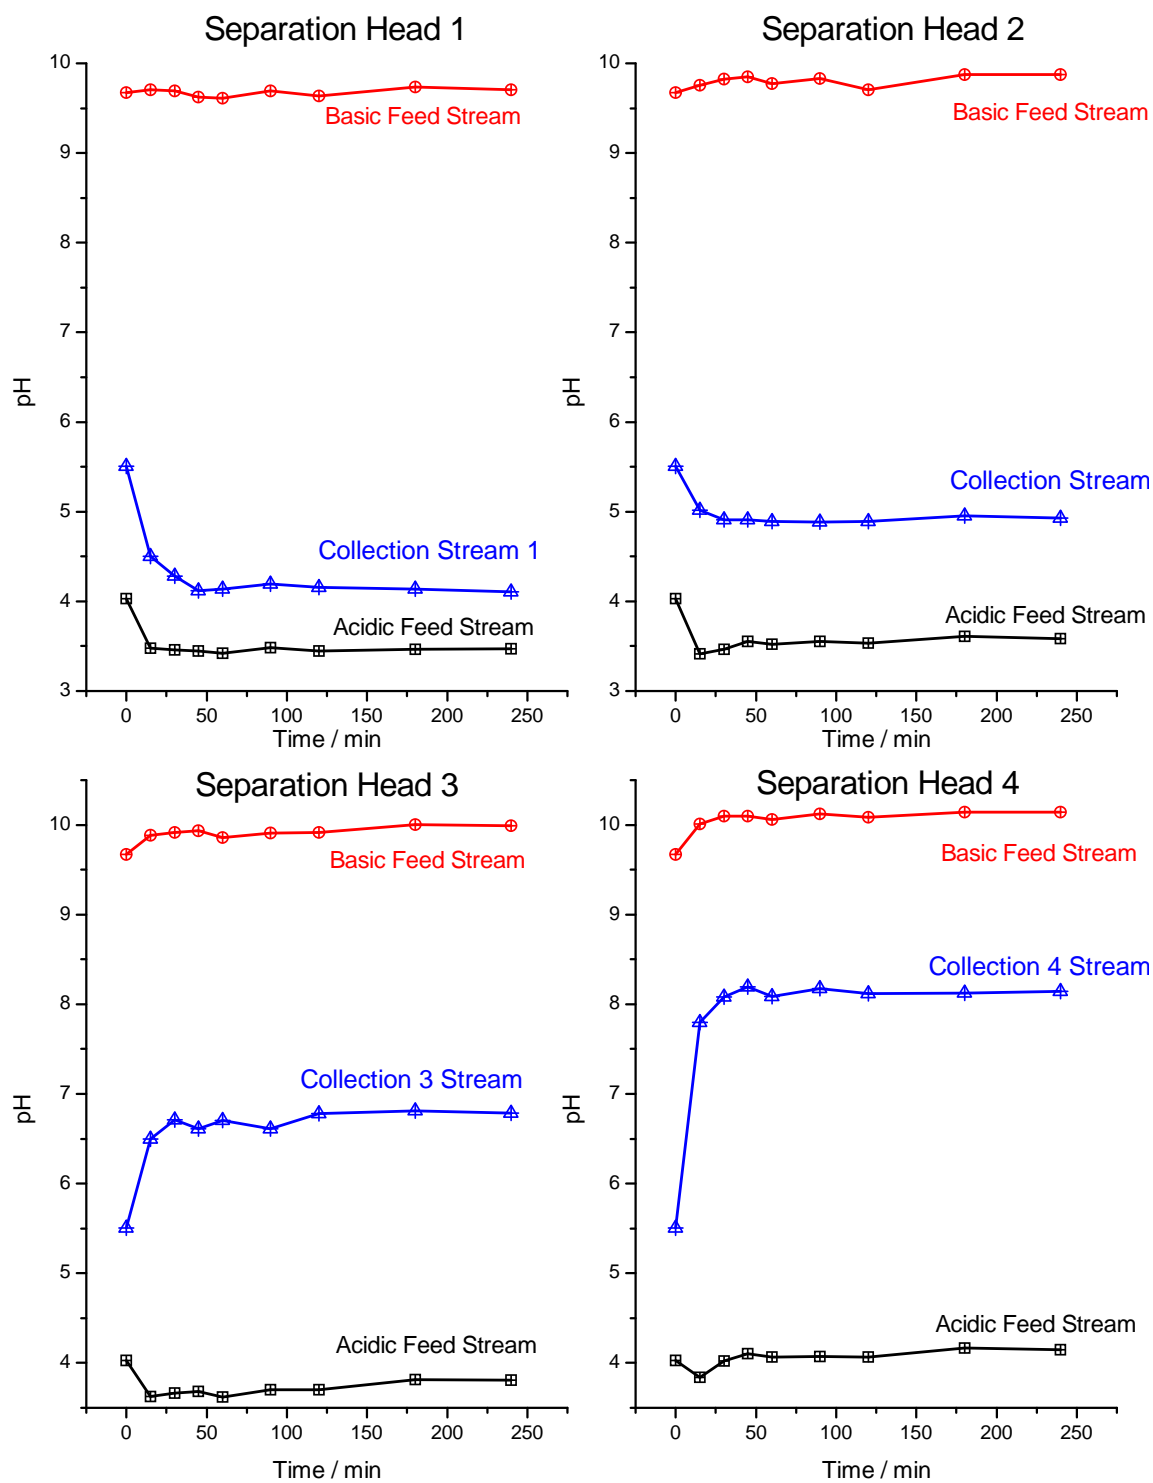 Separation Head 1
10
9
8
7
6
5
4
3
pH
Basic Feed Stream
Collection Stream 1
Acidic Feed Stream
0 50 100 150 200 250
Time / min
Separation Head 2
10
9
8
7
6
5
4
3
pH
Basic Feed Stream
Collection Stream
Acidic Feed Stream
0 50 100 150 200 250
Time / min
Separation Head 3
10
9
8
7
6
5
4
pH
Basic Feed Stream
Collection 3 Stream
Acidic Feed Stream
0 50 100 150 200 250
Time / min
Separation Head 4
10
9
8
7
6
5
4
pH
Basic Feed Stream
Collection 4 Stream
Acidic Feed Stream
0 50 100 150 200 250
Time / min